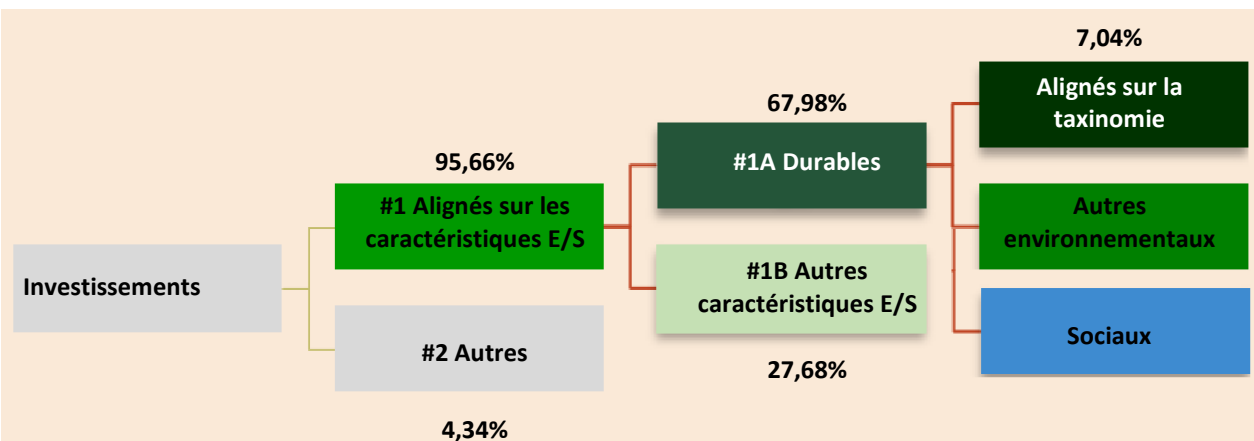 7,04%
Alignés sur la
taxinomie
67,98%
#1A Durables
95,66%
#1 Alignés sur les
caractéristiques E/S
Autres
environnementaux
Investissements
#1B Autres
caractéristiques E/S
Sociaux
#2 Autres
27,68%
4,34%